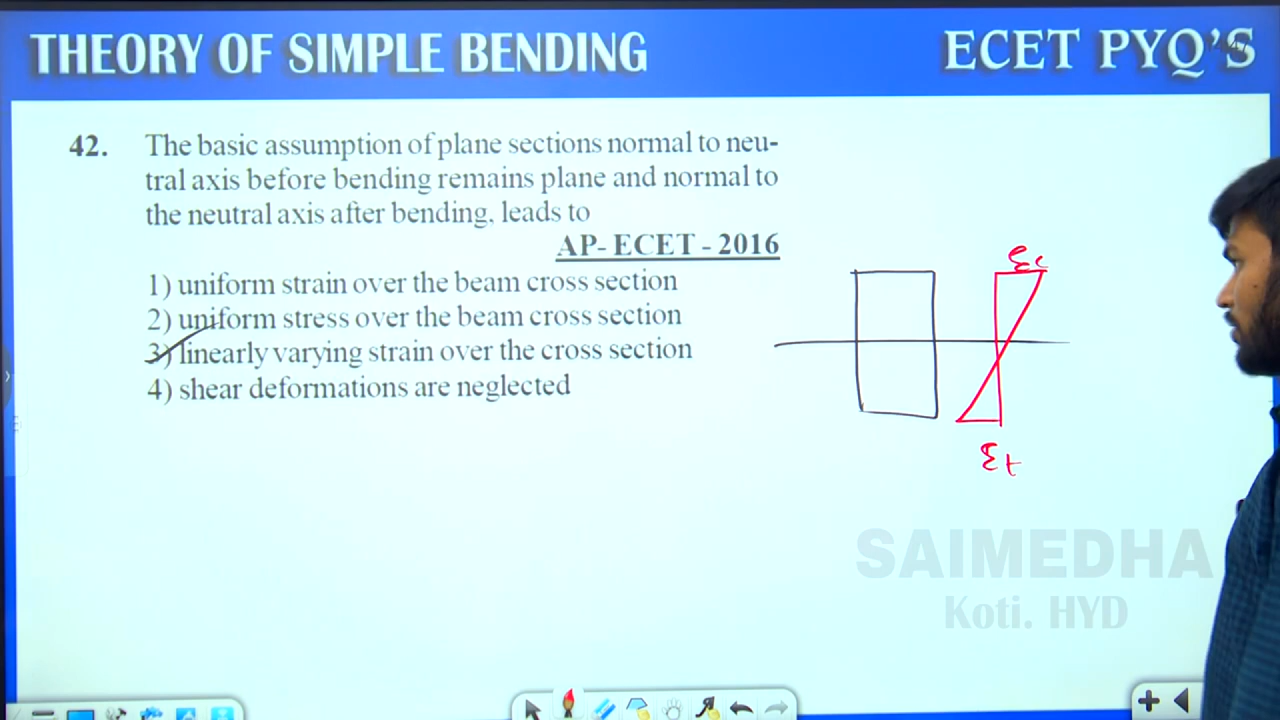 THEORY OF SIMPLE BENDING
ECET PYQ'S
42. The basic assumption of plane sections normal to neu-
tral axis before bending remains plane and normal to
the neutral axis after bending, leads to
AP- ECET - 2016
1) uniform strain over the beam cross section
2) uniform stress over the beam cross section
3) linearly varying strain over the cross section
4) shear deformations are neglected
εc
εt
SAIMEDHA
Koti. HYD